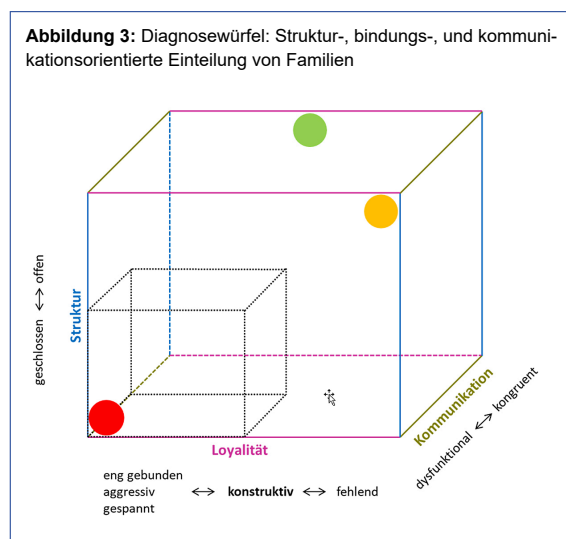 Abbildung 3: Diagnosewürfel: Struktur-, bindungs-, und kommuni-
kationsorientierte Einteilung von Familien
geschlossen ↔ offen
Struktur
Kommunikation
dysfunktional ↔ kongruent
Loyalität
eng gebunden
aggressiv ↔ konstruktiv ↔ fehlend
gespannt